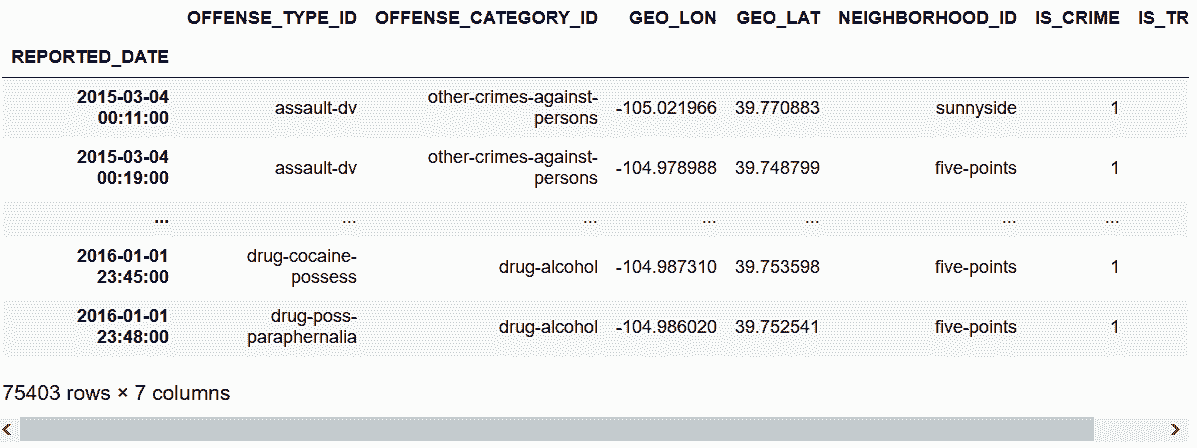 OFFENSE_TYPE_ID OFFENSE_CATEGORY_ID GEO_LON GEO_LAT NEIGHBORHOOD_ID IS_CRIME IS_TR
REPORTED_DATE
2015-03-04 00:11:00 assault-dv other-crimes-against-persons -105.021966 39.770883 sunnyside 1
2015-03-04 00:19:00 assault-dv other-crimes-against-persons -104.978988 39.748799 five-points 1
... ... ... ... ... ... ...
2016-01-01 23:45:00 drug-cocaine-possess drug-alcohol -104.987310 39.753598 five-points 1
2016-01-01 23:48:00 drug-poss-paraphernalia drug-alcohol -104.986020 39.752541 five-points 1
75403 rows × 7 columns